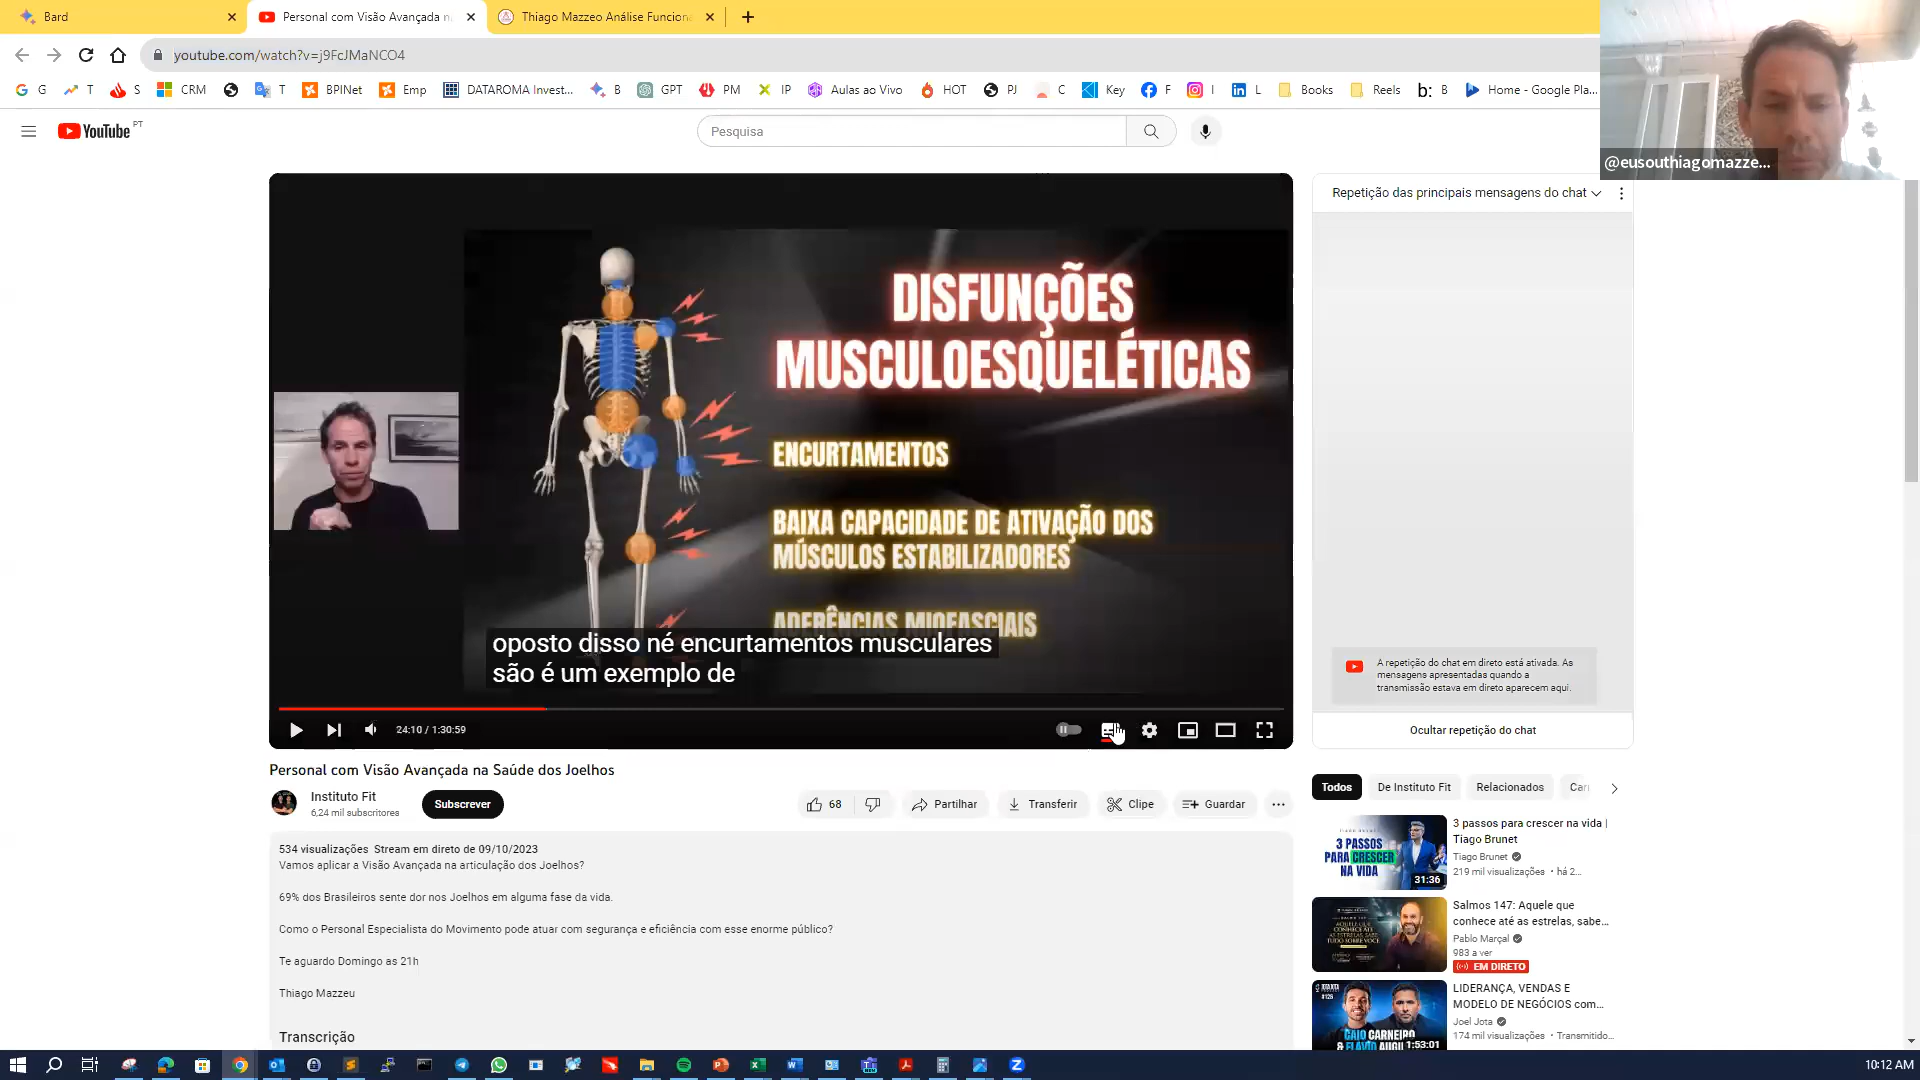 Bard
Personal com Visão Avançada n
Thiago Mazzeo Análise Funciona
youtube.com/watch?v=j9FcJMaNCO4
G
T
S
CRM
T
BPINet
Emp
DATAROMA Invest...
B
GPT
PM
IP
Aulas ao Vivo
HOT
PJ
C
Key
F
I
L
Books
Reels
b: B
Home - Google Pla...
@eusouthiagomazze...
YouTube PT
Pesquisa
Repetição das principais mensagens do chat
DISFUNÇÕES
MUSCULOESQUELÉTICAS
ENCURTAMENTOS
BAIXA CAPACIDADE DE ATIVAÇÃO DOS
MÚSCULOS ESTABILIZADORES
ADERÊNCIAS MIOFASCIAIS
oposto disso né encurtamentos musculares
são é um exemplo de
24:10 / 1:30:59
A repetição do chat em direto está ativada. As
mensagens apresentadas quando a
transmissão estava em direto aparecem aqui.
Ocultar repetição do chat
Personal com Visão Avançada na Saúde dos Joelhos
Instituto Fit
6,24 mil subscritores
Subscrever
68
Partilhar
Transferir
Clipe
Guardar
534 visualizações Stream em direto de 09/10/2023
Vamos aplicar a Visão Avançada na articulação dos Joelhos?
69% dos Brasileiros sente dor nos Joelhos em alguma fase da vida.
Como o Personal Especialista do Movimento pode atuar com segurança e eficiência com esse enorme público?
Te aguardo Domingo as 21h
Thiago Mazzeu
Transcrição
Todos
De Instituto Fit
Relacionados
Carr
TIAGO BRUNET
3 PASSOS
PARA CRESCER
NA VIDA
31:36
3 passos para crescer na vida |
Tiago Brunet
Tiago Brunet
219 mil visualizações • há 2...
Salmos 147: Aquele que
conhece até as estrelas, sabe...
Pablo Marçal
983 a ver
EM DIRETO
#126
CAIO CARNEIRO
& FLÁVIO AUGU
1:53:01
LIDERANÇA, VENDAS E
MODELO DE NEGÓCIOS com...
Joel Jota
174 mil visualizações • Transmitido...
10:12 AM